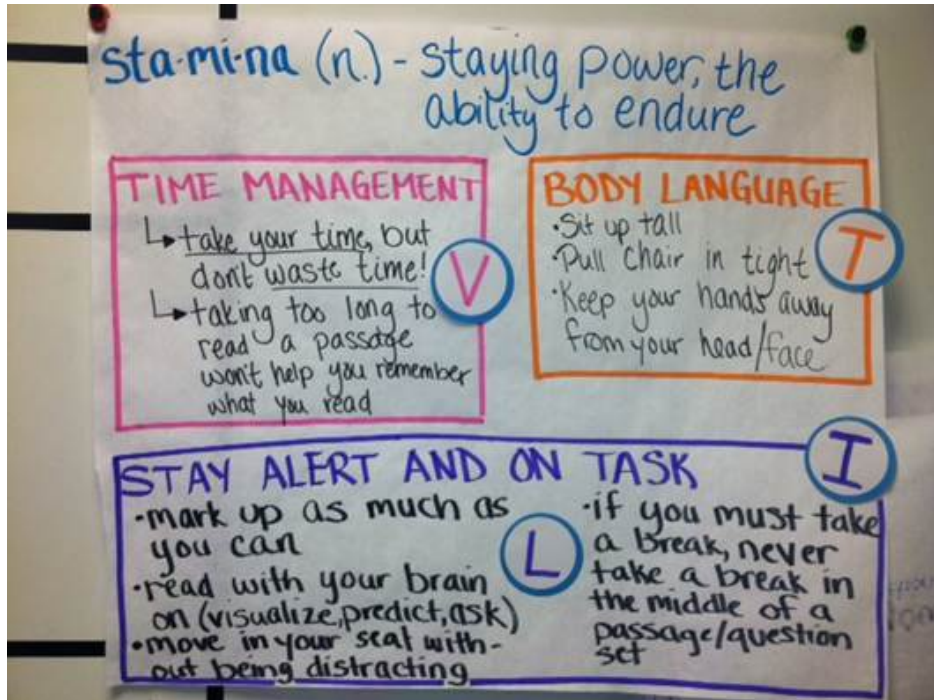 sta·mi·na (n.) - staying power, the
ability to endure
TIME MANAGEMENT
↳ take your time, but
don't waste time!
↳ taking too long to
read a passage
won't help you remember
what you read
V
BODY LANGUAGE
·Sit up tall
·Pull Chair in tight
·Keep your hands away
from your head/face
T
STAY ALERT AND ON TASK
I
·mark up as much as
you can
·read with your brain
on (visualize, predict, ask)
·move in your seat with-
out being distracting
L
·if you must take
a break, never
take a break in
the middle of a
passage/question
set